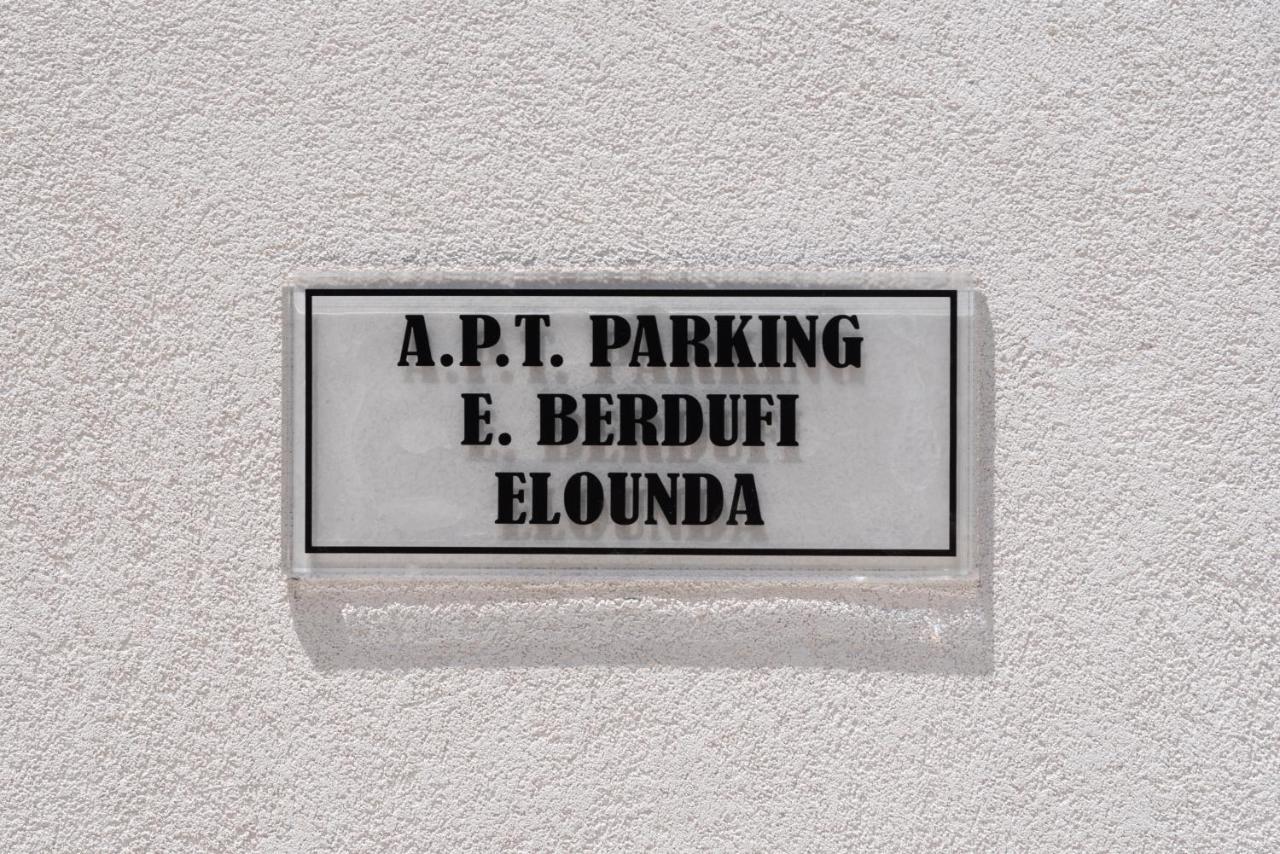 A.P.T. PARKING
E. BERDUFI
ELOUNDA